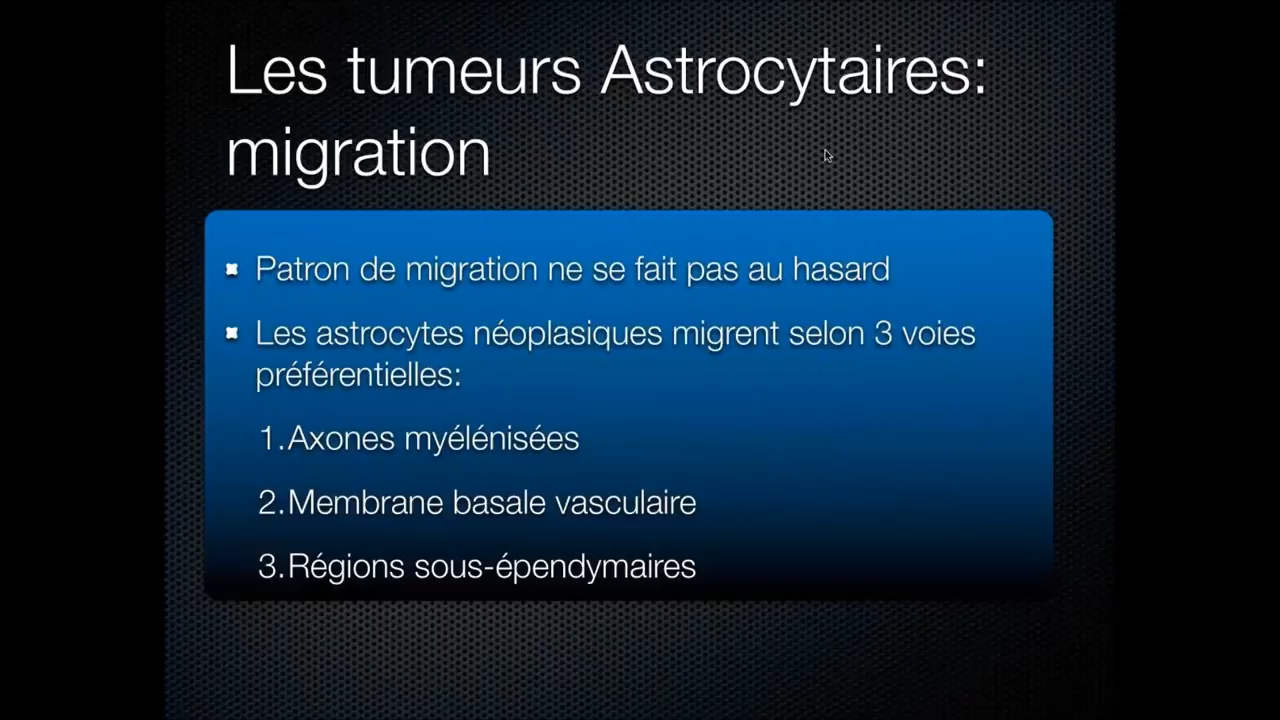 Les tumeurs Astrocytaires:
migration
Patron de migration ne se fait pas au hasard
Les astrocytes néoplasiques migrent selon 3 voies
préférentielles:
1.Axones myélénisées
2.Membrane basale vasculaire
3.Régions sous-épendymaires